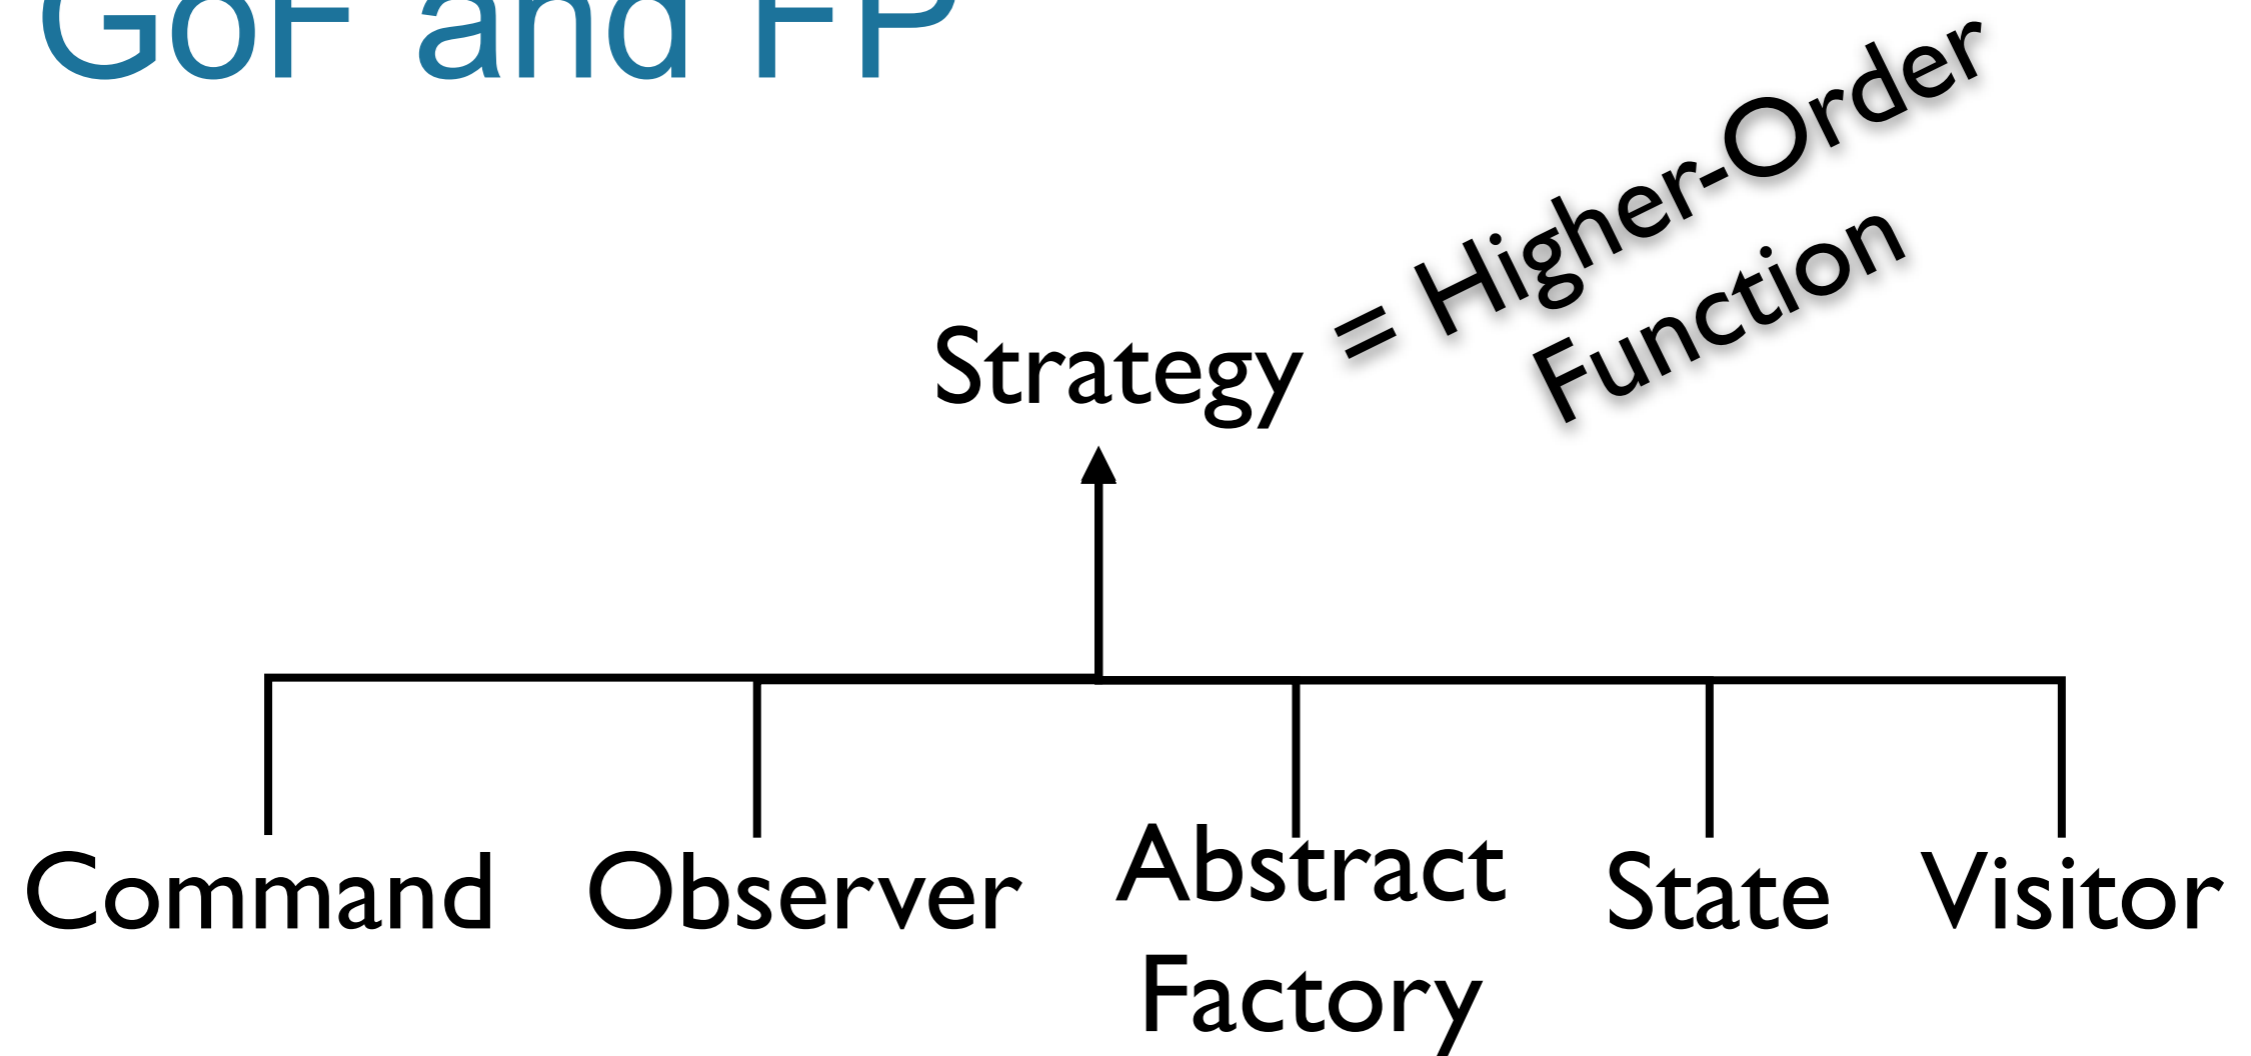 GoF and FP
= Higher-Order
Function
Strategy
Command
Observer
Abstract
Factory
State
Visitor